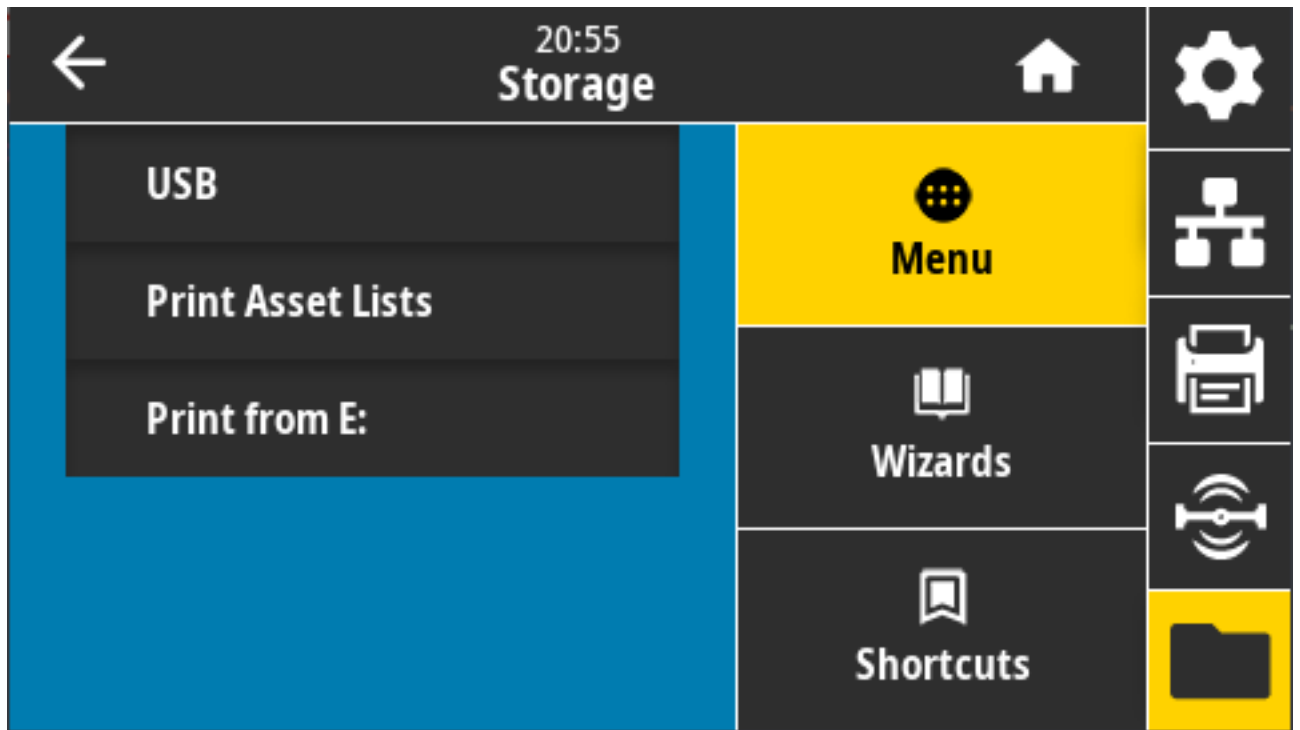 20:55
Storage
USB
Print Asset Lists
Print from E:
Menu
Wizards
Shortcuts